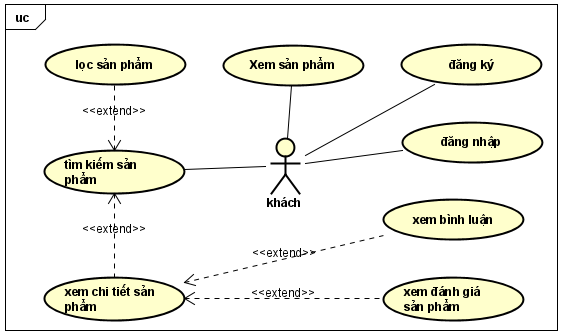 uc
lọc sản phẩm
Xem sản phẩm
đăng ký
<<extend>>
đăng nhập
tìm kiếm sản
phẩm
khách
xem bình luận
<<extend>>
<<extend>>
xem chi tiết sản
phẩm
<<extend>>
xem đánh giá
sản phẩm